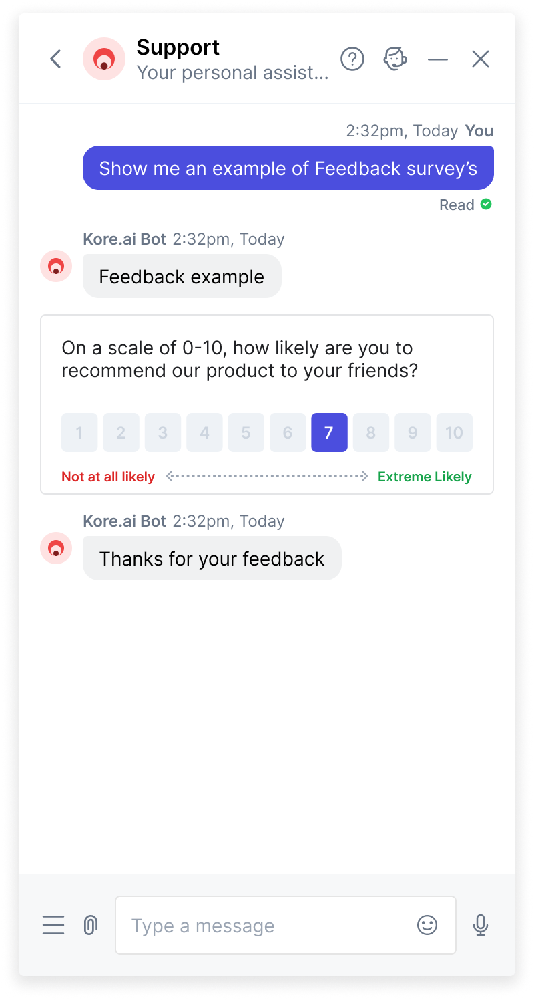 Support
Your personal assist...
2:32pm, Today You
Show me an example of Feedback survey’s
Read
Kore.ai Bot 2:32pm, Today
Feedback example
On a scale of 0-10, how likely are you to
recommend our product to your friends?
1 2 3 4 5 6 7 8 9 10
Not at all likely Extreme Likely
Kore.ai Bot 2:32pm, Today
Thanks for your feedback
Type a message